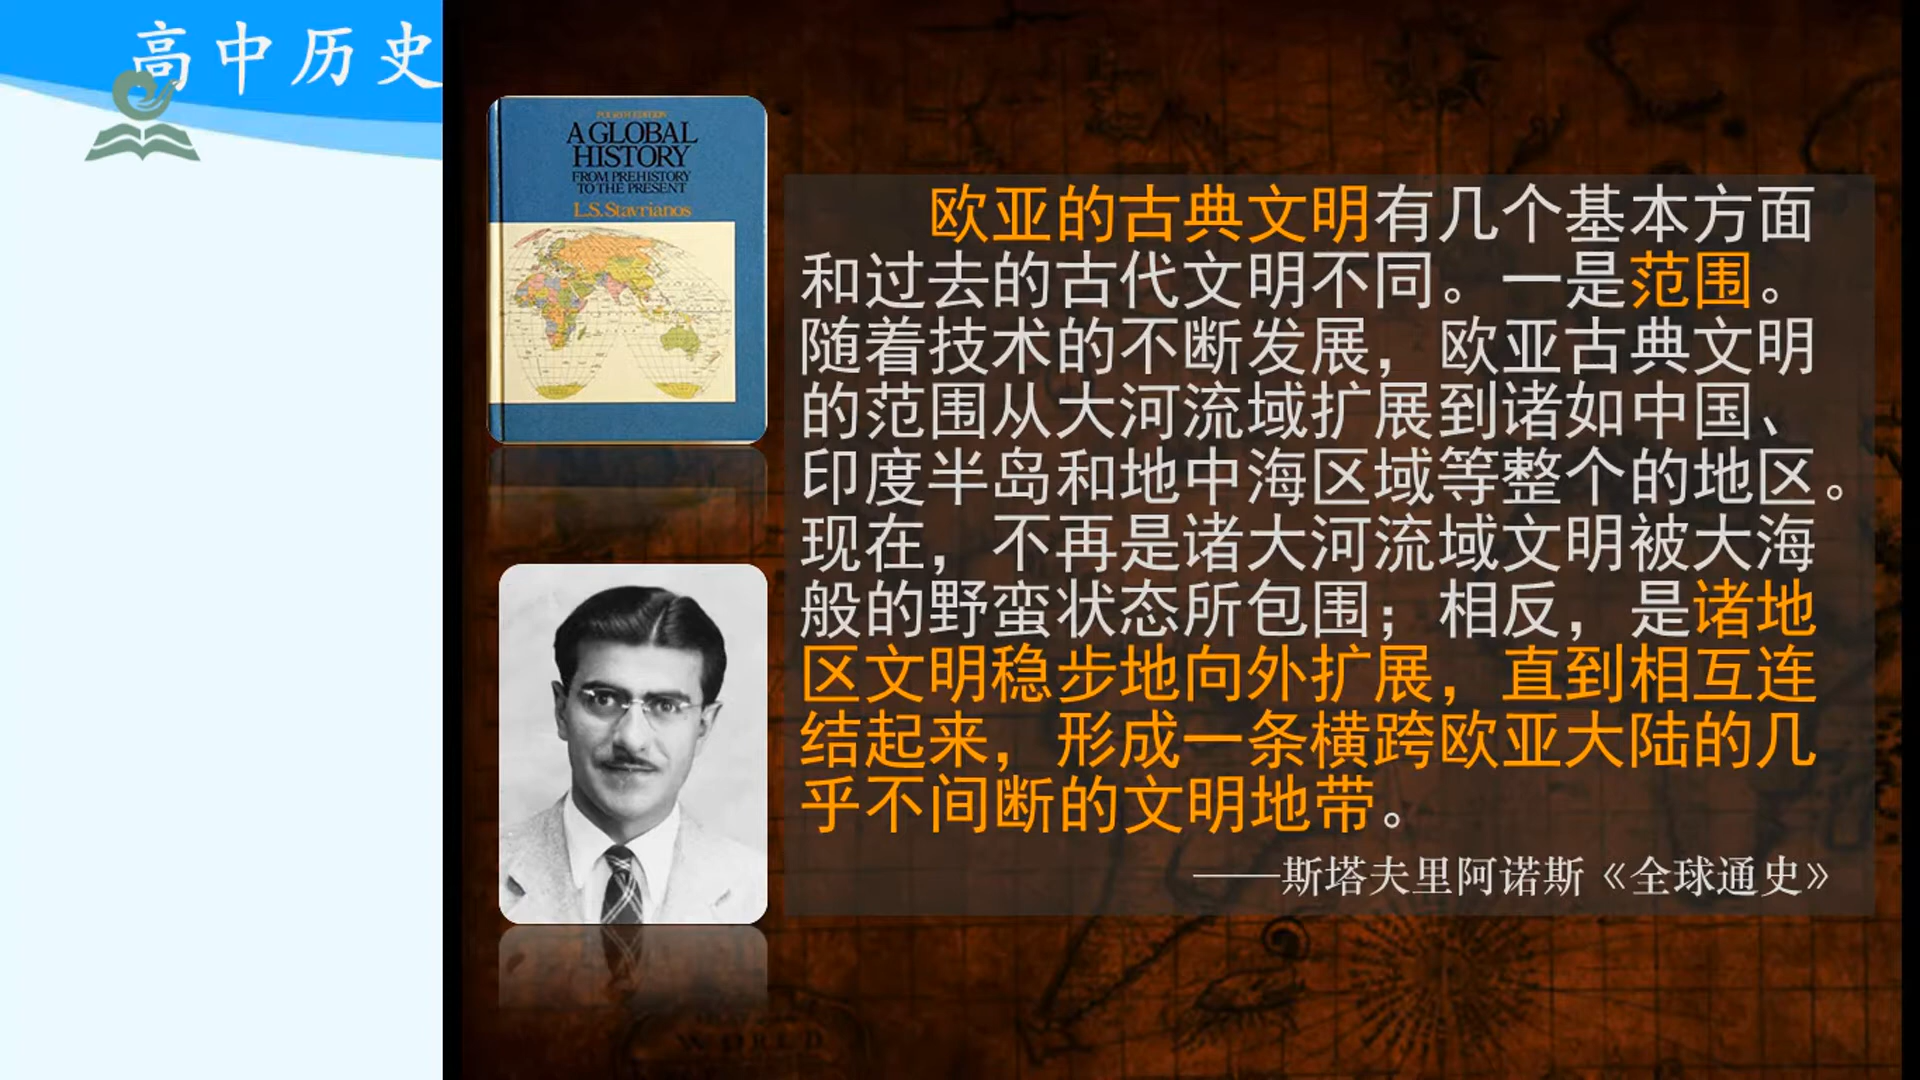 高中历史
FOURTH EDITION
A GLOBAL
HISTORY
FROM PREHISTORY
TO THE PRESENT
L.S. Stavrianos
欧亚的古典文明有几个基本方面
和过去的古代文明不同。一是范围。
随着技术的不断发展，欧亚古典文明
的范围从大河流域扩展到诸如中国、
印度半岛和地中海区域等整个的地区。
现在，不再是诸大河流域文明被大海
般的野蛮状态所包围；相反，是诸地
区文明稳步地向外扩展，直到相互连
结起来，形成一条横跨欧亚大陆的几
乎不间断的文明地带。
——斯塔夫里阿诺斯《全球通史》
WORLD